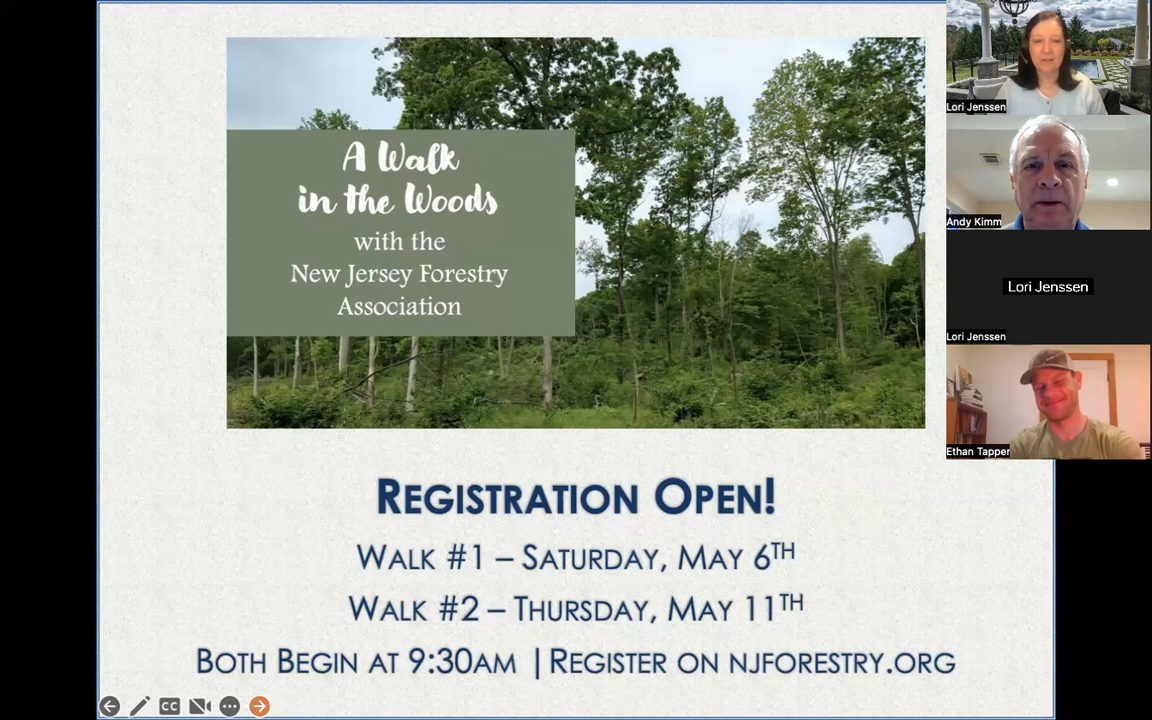 A Walk
in the Woods
with the
New Jersey Forestry
Association
Registration Open!
Walk #1 – Saturday, May 6th
Walk #2 – Thursday, May 11th
Both Begin at 9:30am | Register on njforestry.org
Lori Jenssen
Andy Kimm
Lori Jenssen
Lori Jenssen
Ethan Tapper
CC